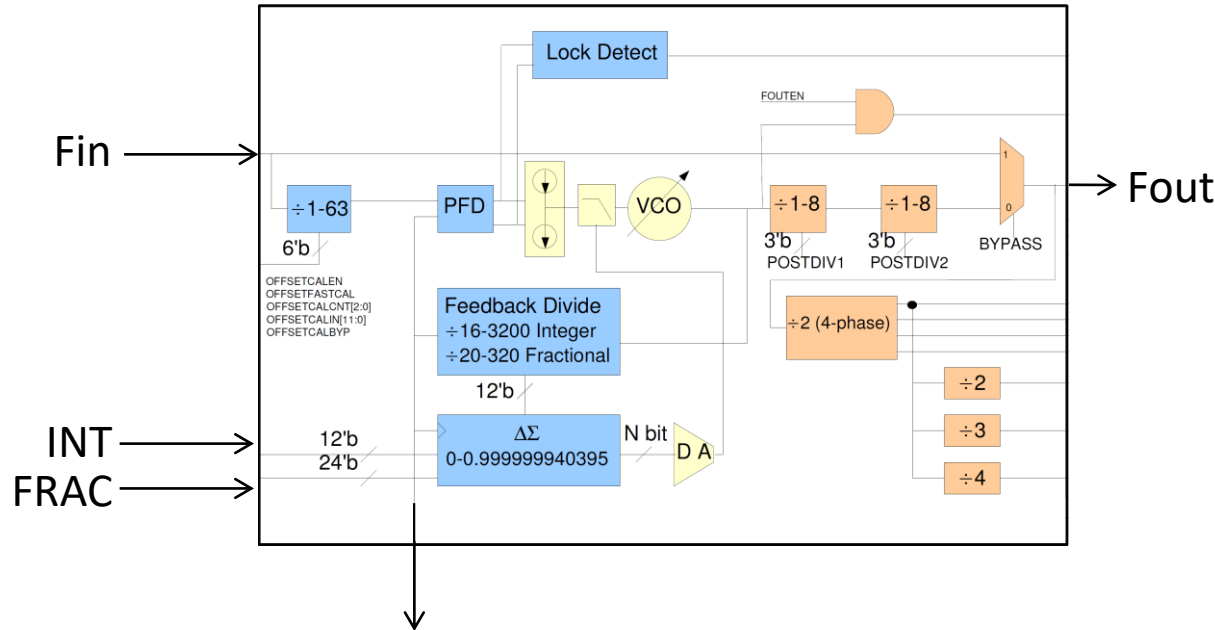 Lock Detect
FOUTEN
Fin
1
Fout
÷1-63
PFD
VCO
÷1-8
÷1-8
0
6'b
3'b
3'b
BYPASS
POSTDIV1
POSTDIV2
OFFSETCALEN
OFFSETFASTCAL
OFFSETCALCNT[2:0]
OFFSETCALIN[11:0]
OFFSETCALBYP
Feedback Divide
÷16-3200 Integer
÷20-320 Fractional
÷2 (4-phase)
12'b
÷2
INT
12'b
ΔΣ
N bit
÷3
24'b
0-0.999999940395
D A
FRAC
÷4